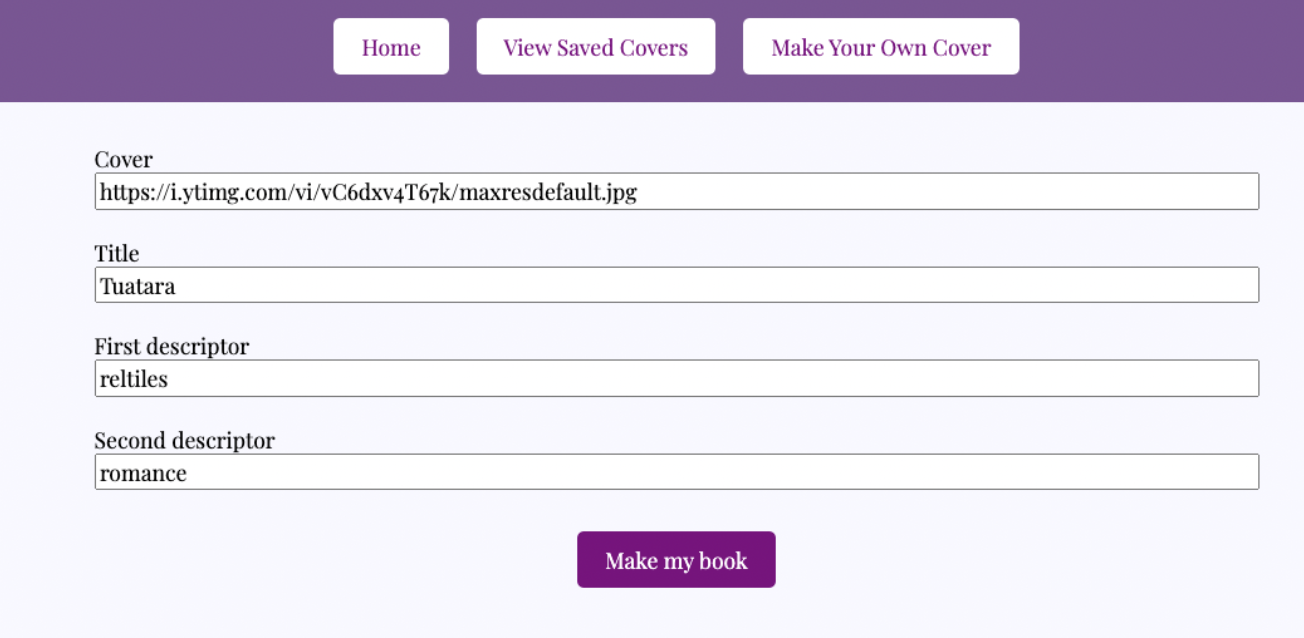 Home View Saved Covers Make Your Own Cover
Cover
https://i.ytimg.com/vi/vC6dxv4T67k/maxresdefault.jpg
Title
Tuatara
First descriptor
reltiles
Second descriptor
romance
Make my book